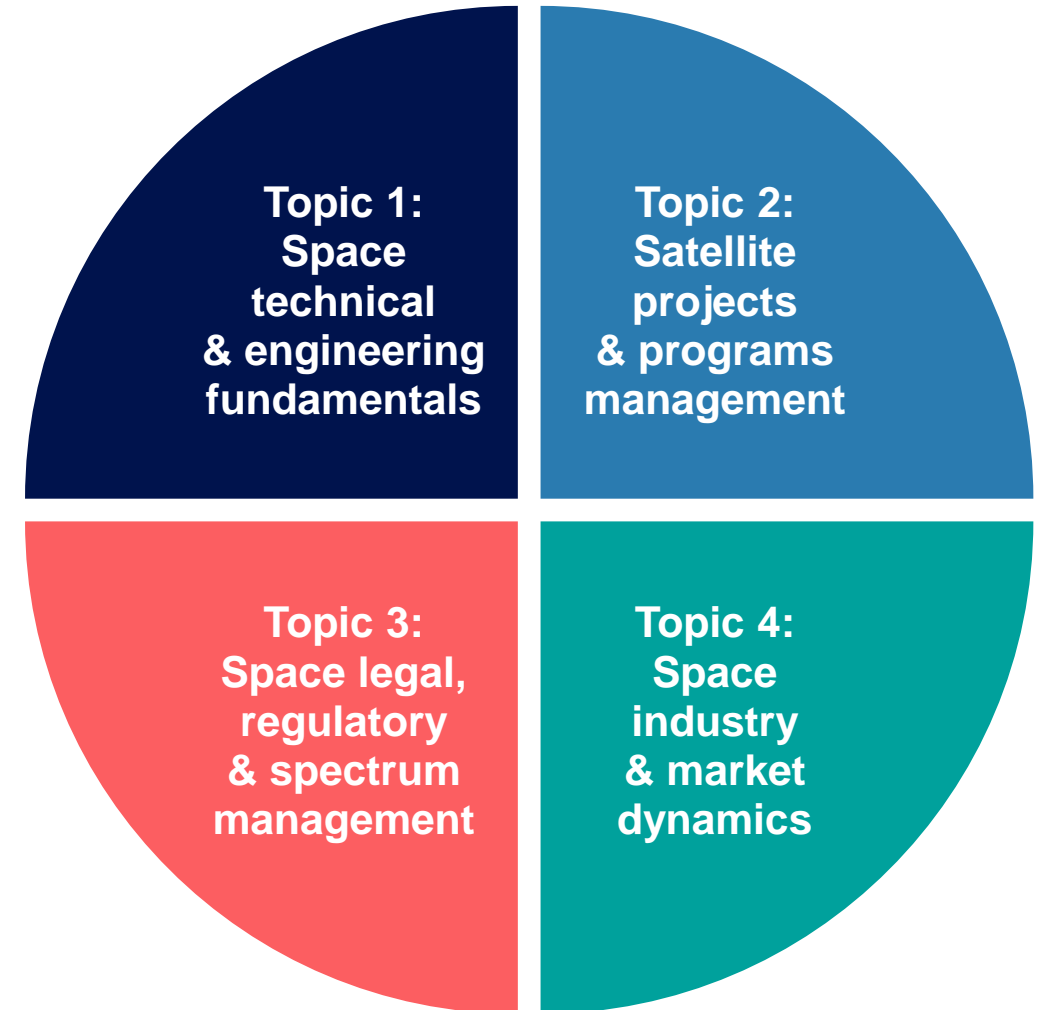 Topic 1:
Space
technical
& engineering
fundamentals
Topic 2:
Satellite
projects
& programs
management
Topic 3:
Space legal,
regulatory
& spectrum
management
Topic 4:
Space
industry
& market
dynamics